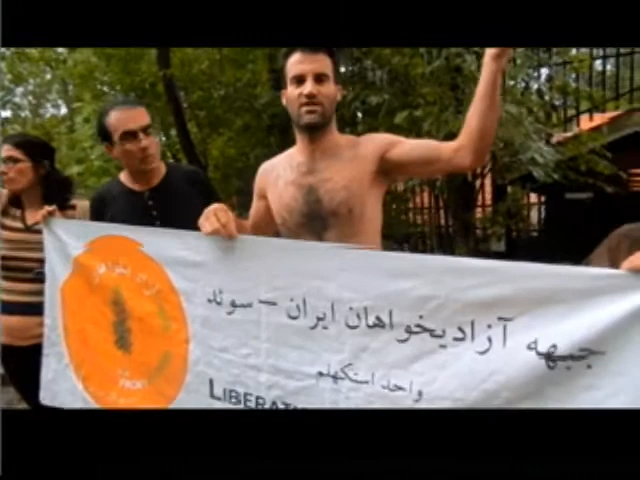 جبهه آزادیخواهان ایران – سوئد
واحد استکهلم
LIBERATI